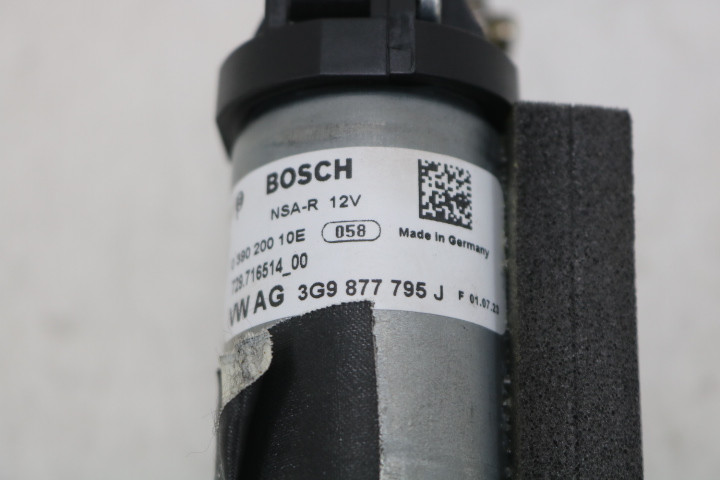 BOSCH
NSA-R 12V
0 390 200 10E 058
Made in Germany
729.716514_00
VW AG 3G9 877 795 J F 01.07.23